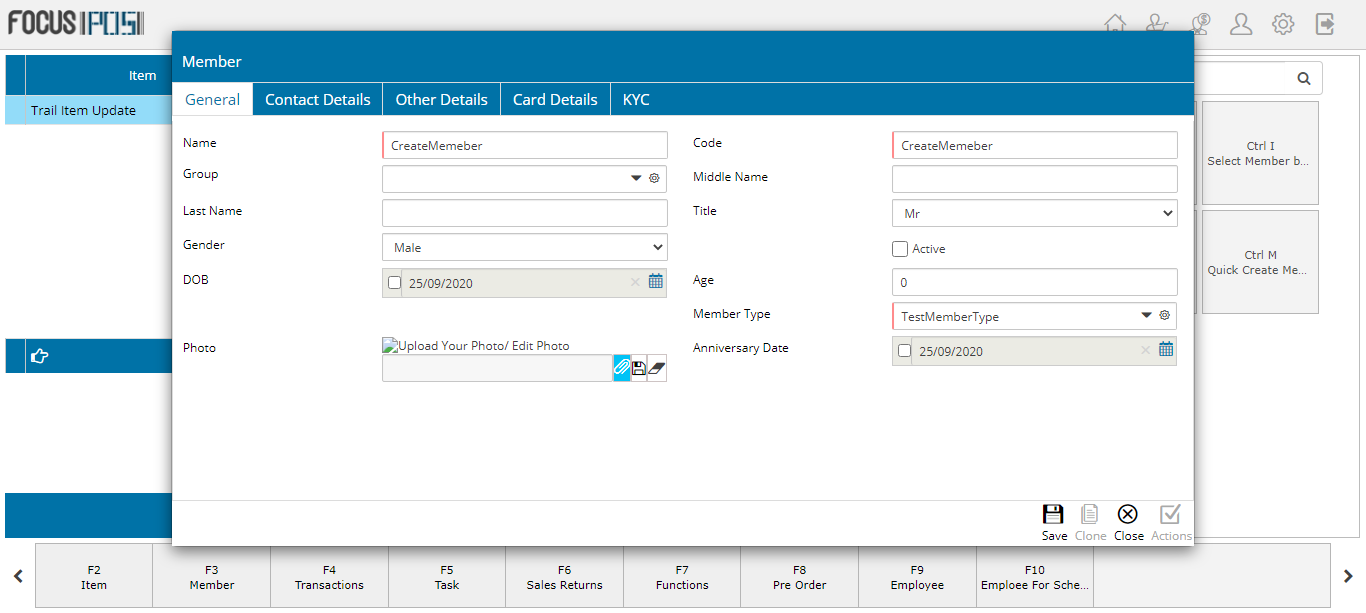 FOCUS POS
Item
Trail Item Update
Ctrl I
Select Member b...
Ctrl M
Quick Create Me...
Member
General
Contact Details
Other Details
Card Details
KYC
Name
CreateMemeber
Code
CreateMemeber
Group
Middle Name
Last Name
Title
Mr
Gender
Male
Active
DOB
25/09/2020
Age
0
Member Type
TestMemberType
Photo
Upload Your Photo/ Edit Photo
Anniversary Date
25/09/2020
Save
Clone
Close
Actions
F2
Item
F3
Member
F4
Transactions
F5
Task
F6
Sales Returns
F7
Functions
F8
Pre Order
F9
Employee
F10
Emploee For Sche...